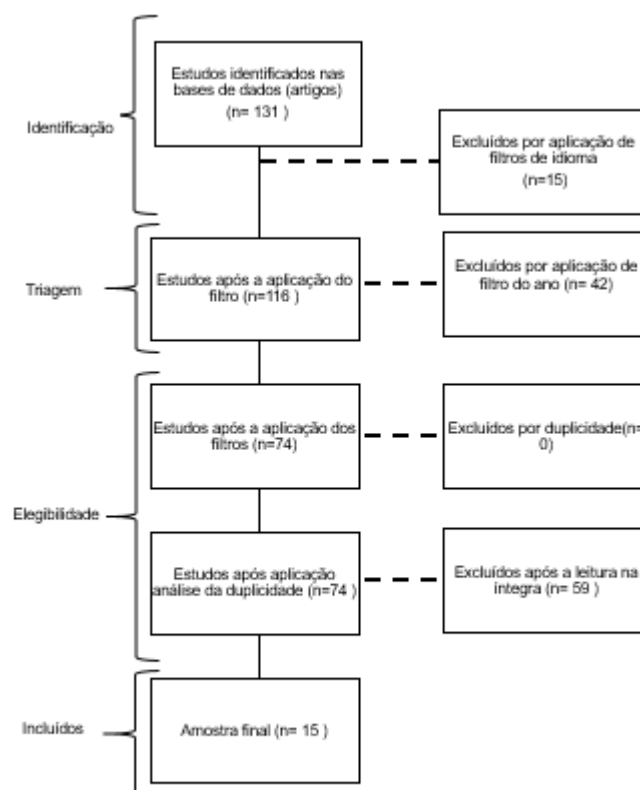 Identificação
Estudos identificados nas
bases de dados (artigos)
(n= 131 )
Excluídos por aplicação de
filtros de idioma
(n=15)
Triagem
Estudos após a aplicação do
filtro (n=116 )
Excluídos por aplicação de
filtro do ano (n= 42)
Elegibilidade
Estudos após a aplicação dos
filtros (n=74)
Excluídos por duplicidade(n=
0)
Estudos após aplicação
análise da duplicidade (n=74 )
Excluídos após a leitura na
íntegra (n= 59 )
Incluídos
Amostra final (n= 15 )